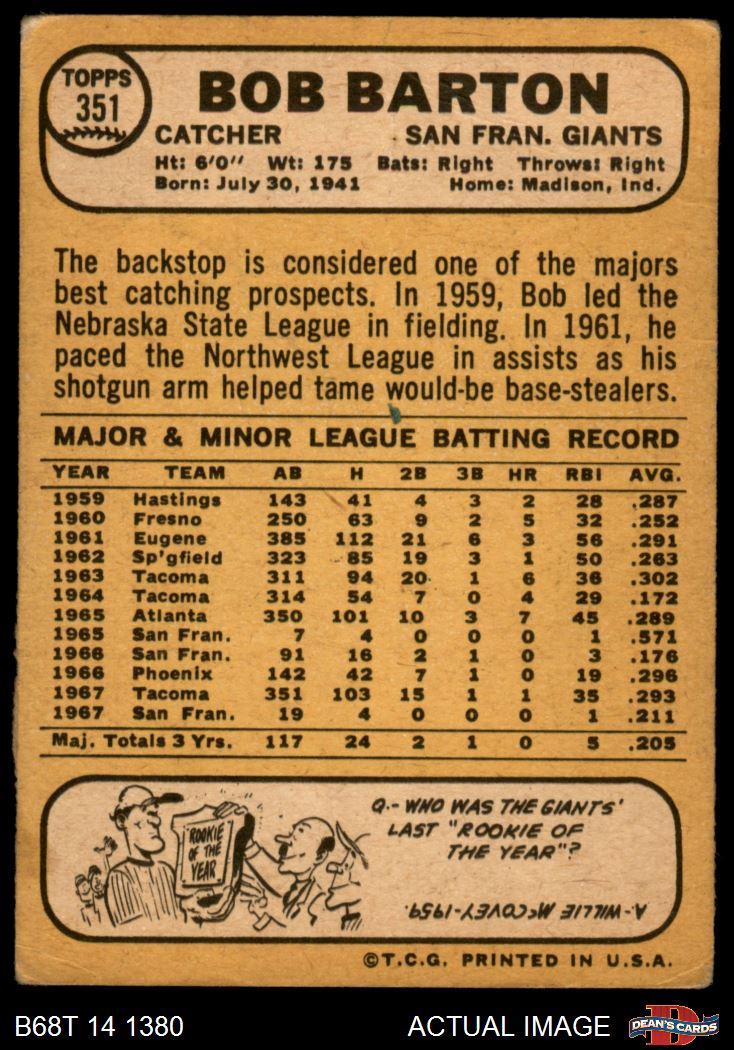 TOPPS
351
BOB BARTON
CATCHER SAN FRAN. GIANTS
Ht: 6'0" Wt: 175 Bats: Right Throws: Right
Born: July 30, 1941 Home: Madison, Ind.
The backstop is considered one of the majors
best catching prospects. In 1959, Bob led the
Nebraska State League in fielding. In 1961, he
paced the Northwest League in assists as his
shotgun arm helped tame would-be base-stealers.
MAJOR & MINOR LEAGUE BATTING RECORD
YEAR TEAM AB H 2B 3B HR RBI AVG.
1959 Hastings 143 41 4 3 2 28 .287
1960 Fresno 250 63 9 2 5 32 .252
1961 Eugene 385 112 21 6 3 56 .291
1962 Sp'gfield 323 85 19 3 1 50 .263
1963 Tacoma 311 94 20 1 6 36 .302
1964 Tacoma 314 54 7 0 4 29 .172
1965 Atlanta 350 101 10 3 7 45 .289
1965 San Fran. 7 4 0 0 0 1 .571
1966 San Fran. 91 16 2 1 0 3 .176
1966 Phoenix 142 42 7 1 0 19 .296
1967 Tacoma 351 103 15 1 1 35 .293
1967 San Fran. 19 4 0 0 0 1 .211
Maj. Totals 3 Yrs. 117 24 2 1 0 5 .205
ROOKIE
OF THE
YEAR
Q.- WHO WAS THE GIANTS'
LAST "ROOKIE OF
THE YEAR"?
A- WILLIE McCOVEY-1959.
©T.C.G. PRINTED IN U.S.A.
B68T 14 1380 ACTUAL IMAGE
D
DEAN'S CARDS